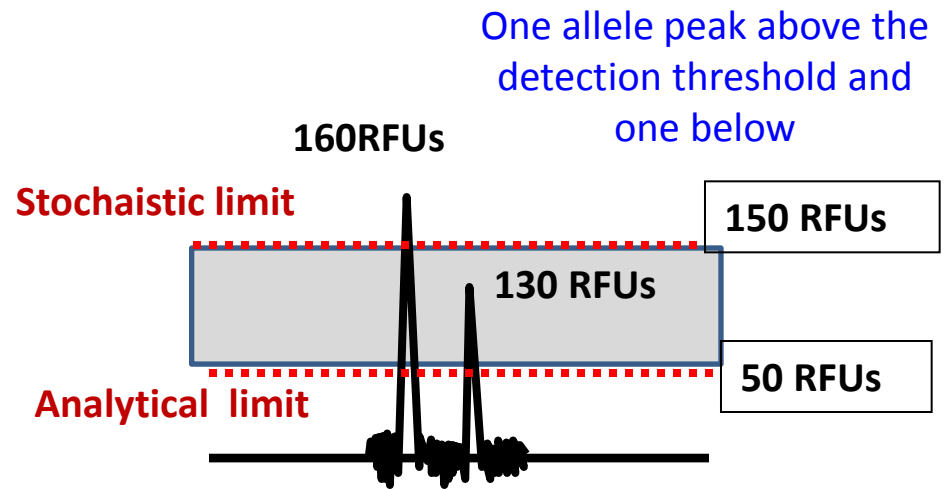 One allele peak above the
detection threshold and
one below
160RFUs
Stochaistic limit
150 RFUs
130 RFUs
50 RFUs
Analytical  limit